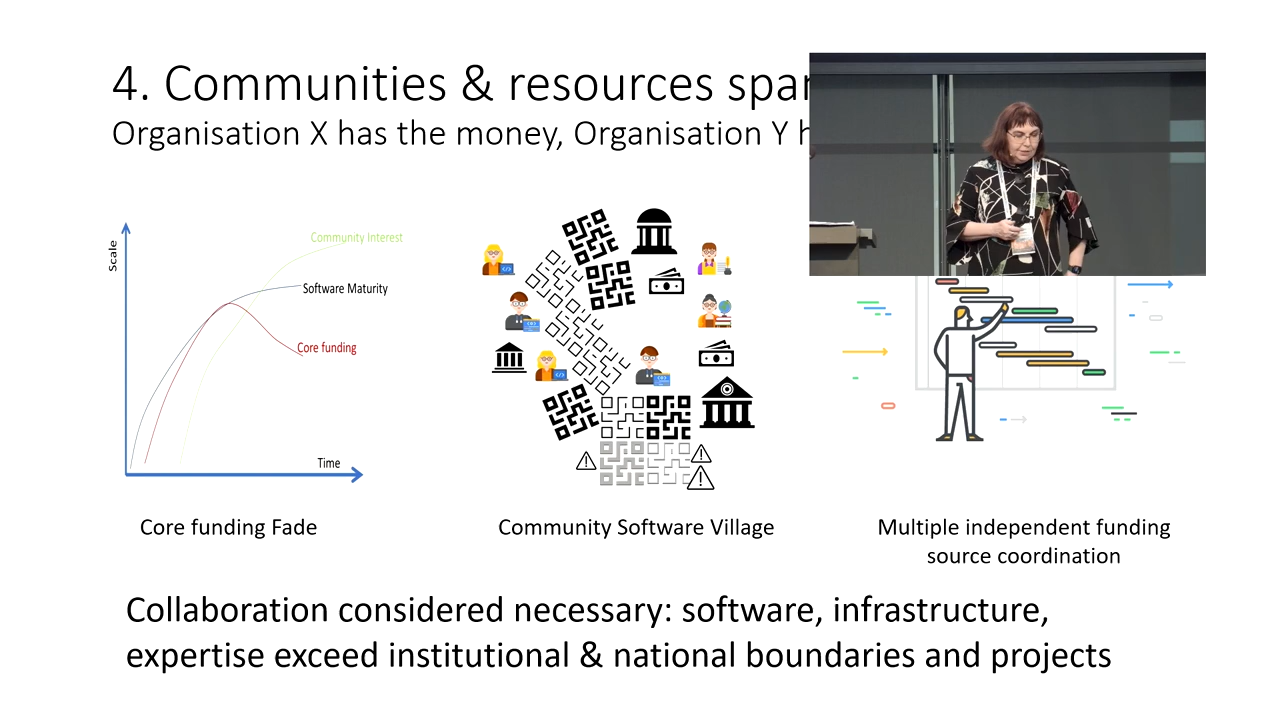 4. Communities & resources
Organisation X has the money, Organisation Y
Scale
Community Interest
Software Maturity
Core funding
Time
Core funding Fade
Community Software Village
Multiple independent funding
source coordination
Collaboration considered necessary: software, infrastructure,
expertise exceed institutional & national boundaries and projects